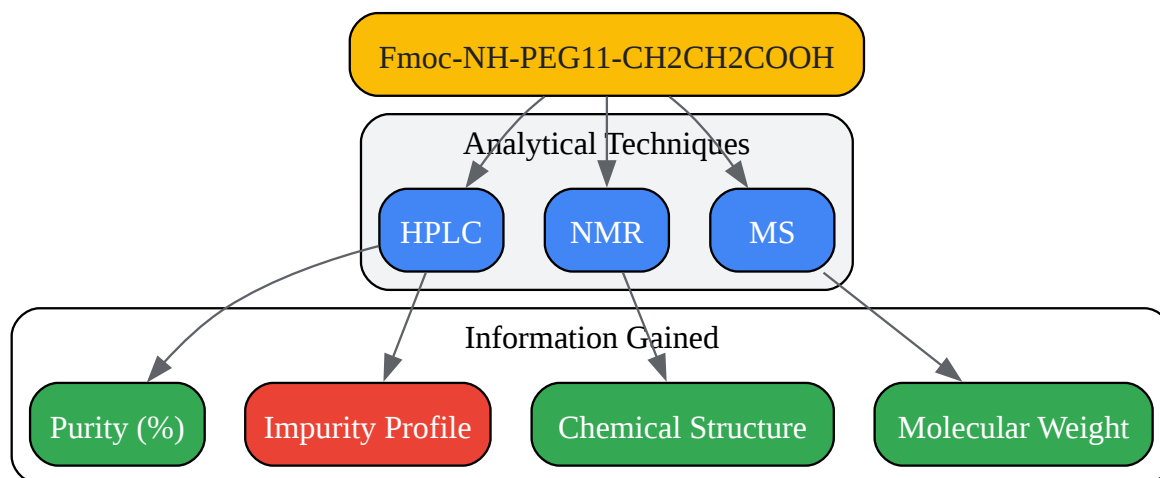 Fmoc-NH-PEG11-CH2CH2COOH
Analytical Techniques
HPLC
NMR
MS
Information Gained
Purity (%)
Impurity Profile
Chemical Structure
Molecular Weight